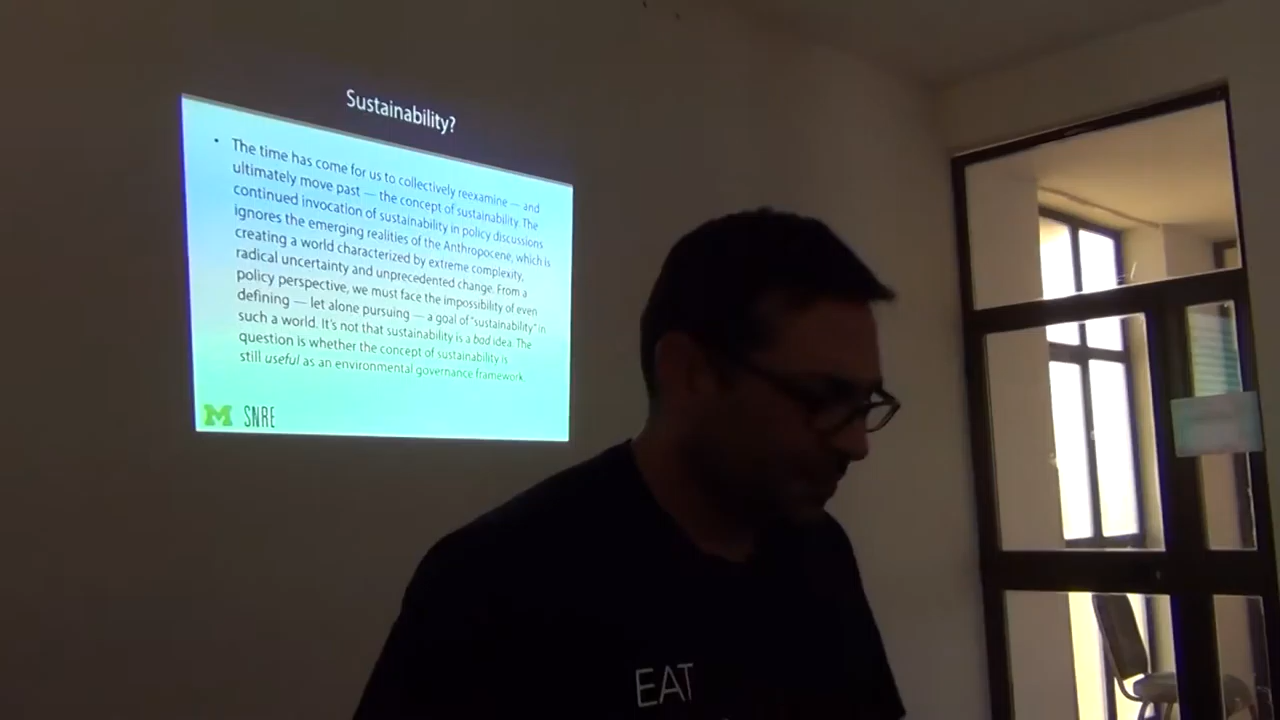 Sustainability?
• The time has come for us to collectively reexamine — and
ultimately move past — the concept of sustainability. The
continued invocation of sustainability in policy discussions
ignores the emerging realities of the Anthropocene, which is
creating a world characterized by extreme complexity,
radical uncertainty and unprecedented change. From a
policy perspective, we must face the impossibility of even
defining — let alone pursuing — a goal of "sustainability" in
such a world. It's not that sustainability is a bad idea. The
question is whether the concept of sustainability is
still useful as an environmental governance framework.
M SNRE
EAT